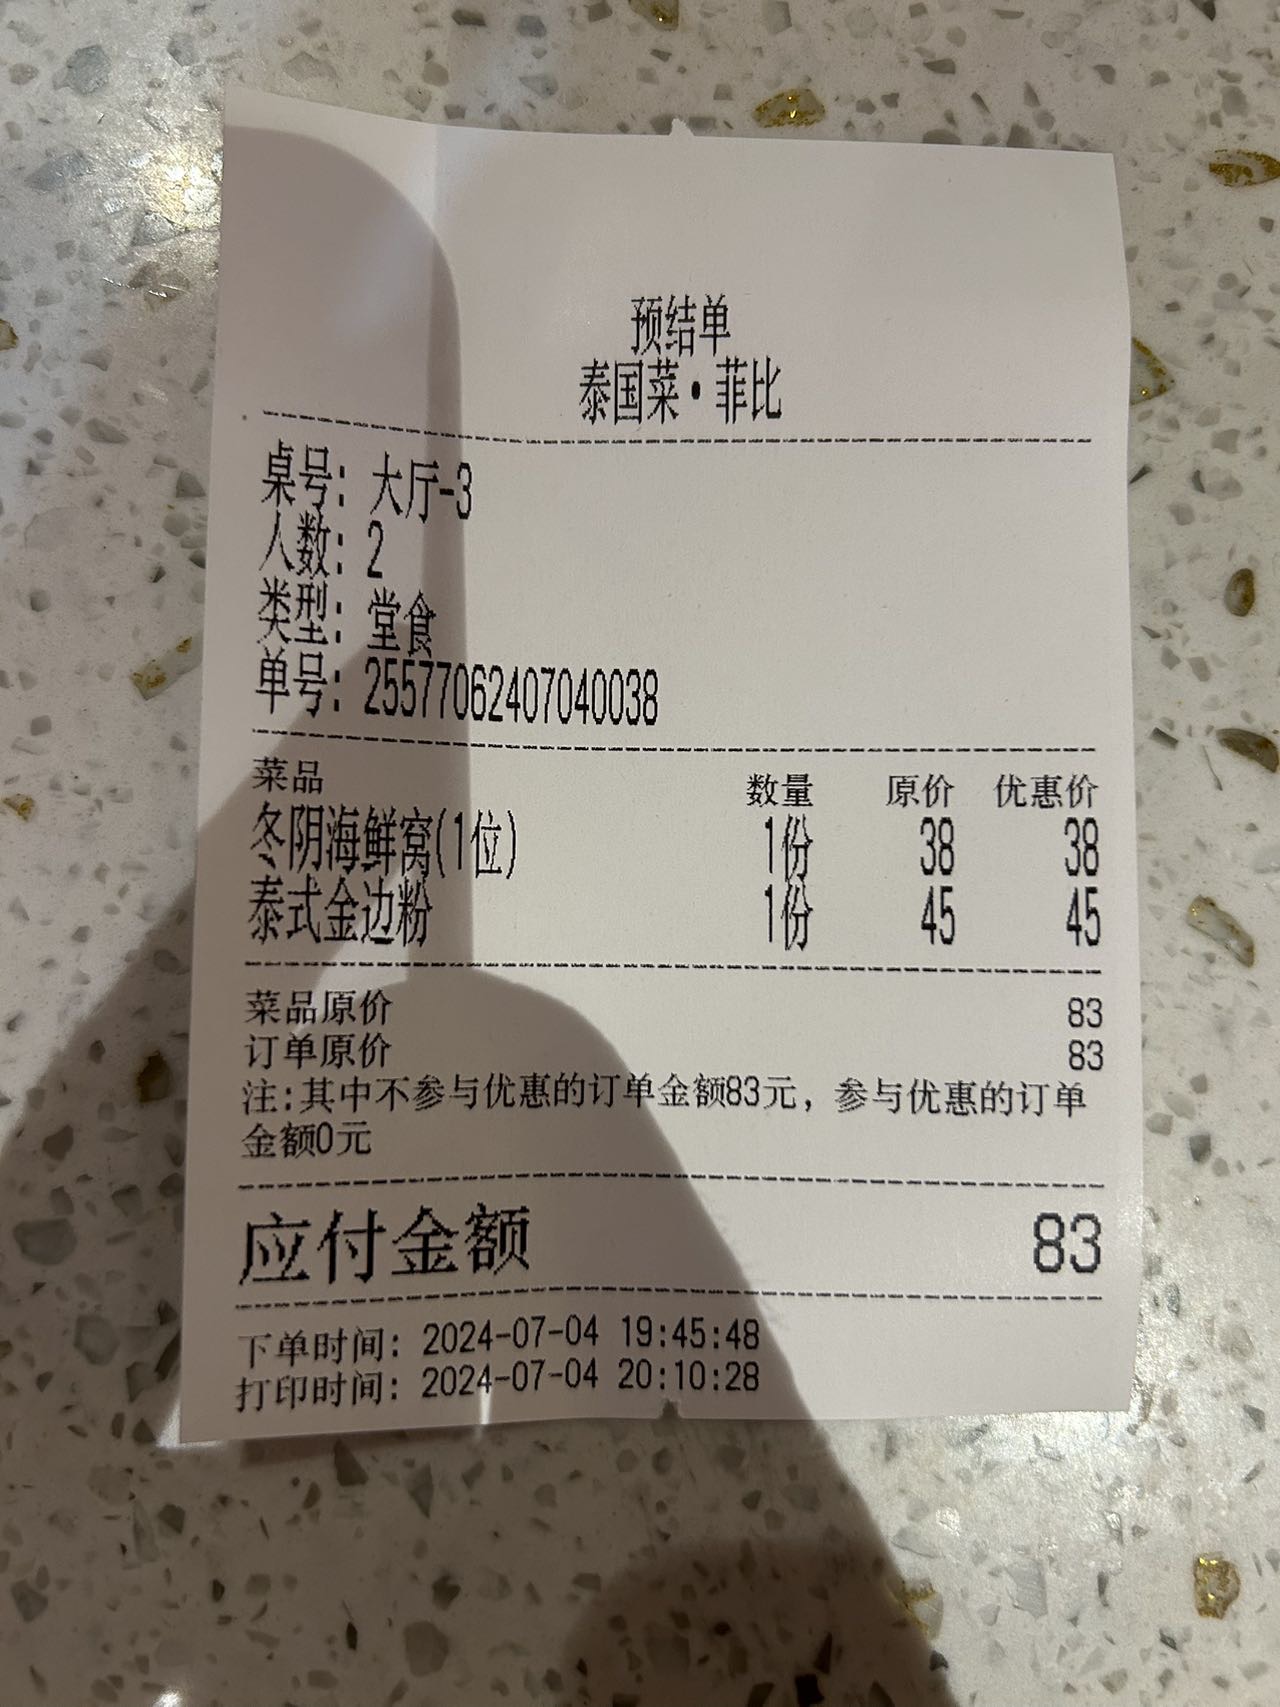 预结单
泰国菜·菲比
桌号: 大厅-3
人数: 2
类型: 堂食
单号: 25577062407040038
菜品 数量 原价 优惠价
冬阴海鲜窝(1位) 1份 38 38
泰式金边粉 1份 45 45
菜品原价 83
订单原价 83
注:其中不参与优惠的订单金额83元, 参与优惠的订单
金额0元
应付金额 83
下单时间: 2024-07-04 19:45:48
打印时间: 2024-07-04 20:10:28